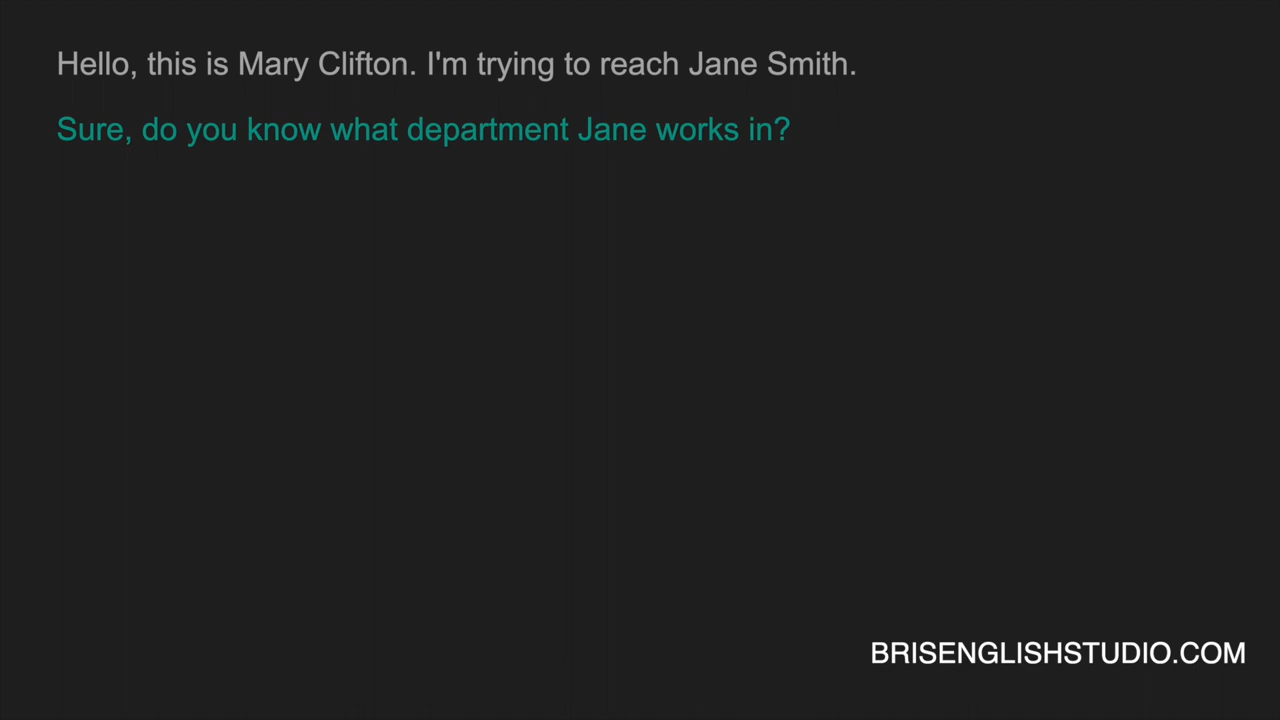 Hello, this is Mary Clifton. I'm trying to reach Jane Smith.
Sure, do you know what department Jane works in?
BRISENGLISHSTUDIO.COM